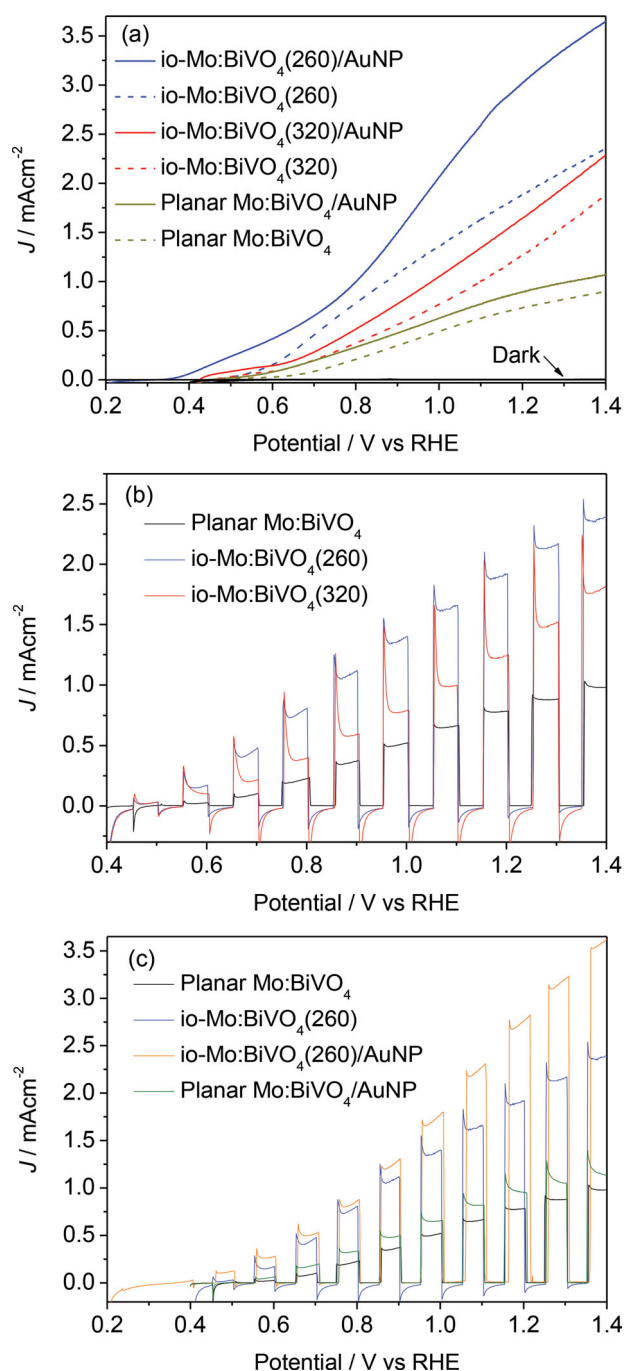 (a)
io-Mo:BiVO₄(260)/AuNP
io-Mo:BiVO₄(260)
io-Mo:BiVO₄(320)/AuNP
io-Mo:BiVO₄(320)
Planar Mo:BiVO₄/AuNP
Planar Mo:BiVO₄
Dark
J / mAcm⁻²
3.5
3.0
2.5
2.0
1.5
1.0
0.5
0.0
0.2 0.4 0.6 0.8 1.0 1.2 1.4
Potential / V vs RHE
(b)
Planar Mo:BiVO₄
io-Mo:BiVO₄(260)
io-Mo:BiVO₄(320)
J / mAcm⁻²
2.5
2.0
1.5
1.0
0.5
0.0
0.4 0.6 0.8 1.0 1.2 1.4
Potential / V vs RHE
(c)
Planar Mo:BiVO₄
io-Mo:BiVO₄(260)
io-Mo:BiVO₄(260)/AuNP
Planar Mo:BiVO₄/AuNP
J / mAcm⁻²
3.5
3.0
2.5
2.0
1.5
1.0
0.5
0.0
0.2 0.4 0.6 0.8 1.0 1.2 1.4
Potential / V vs RHE